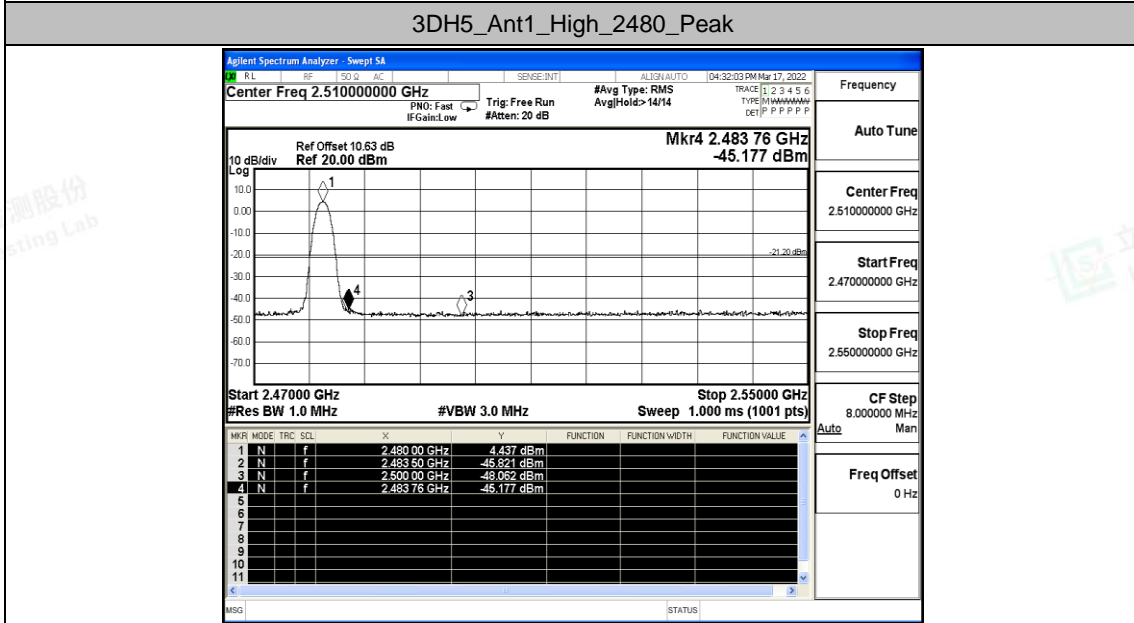 3DH5_Ant1_High_2480_Peak
Agilent Spectrum Analyzer - Swept SA
RL RF 50 Ω AC SENSE:INT ALIGN AUTO 04:32:03 PM Mar 17, 2022
Center Freq 2.510000000 GHz
PNO: Fast
IFGain:Low
Trig: Free Run
#Atten: 20 dB
#Avg Type: RMS
Avg|Hold:>14/14
TRACE 1 2 3 4 5 6
TYPE M WWWWW
DET P P P P P P
Ref Offset 10.63 dB
10 dB/div Ref 20.00 dBm
Log
Mkr4 2.483 76 GHz
-45.177 dBm
10.0
0.00
-10.0
-20.0
-30.0
-40.0
-50.0
-60.0
-70.0
1
4
3
-21.20 dBm
Start 2.47000 GHz Stop 2.55000 GHz
#Res BW 1.0 MHz #VBW 3.0 MHz Sweep 1.000 ms (1001 pts)
MKR MODE TRC SCL X Y FUNCTION FUNCTION WIDTH FUNCTION VALUE
1 N f 2.480 00 GHz 4.437 dBm
2 N f 2.483 50 GHz -45.821 dBm
3 N f 2.500 00 GHz -48.062 dBm
4 N f 2.483 76 GHz -45.177 dBm
5
6
7
8
9
10
11
MSG STATUS
Frequency
Auto Tune
Center Freq
2.510000000 GHz
Start Freq
2.470000000 GHz
Stop Freq
2.550000000 GHz
CF Step
8.000000 MHz
Auto Man
Freq Offset
0 Hz
测股份
sting Lab
立